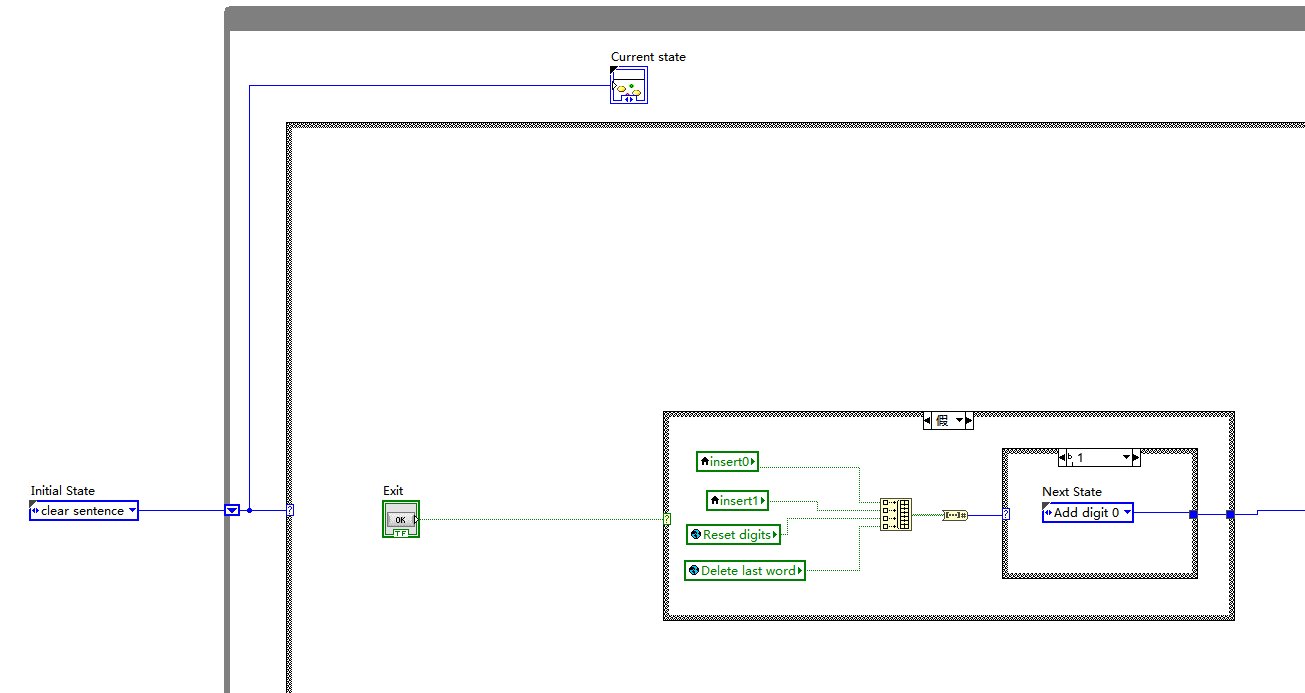 Current state
假
insert0
1
Initial State
Exit
Next State
clear sentence
insert1
Add digit 0
OK
TF
Reset digits
Delete last word